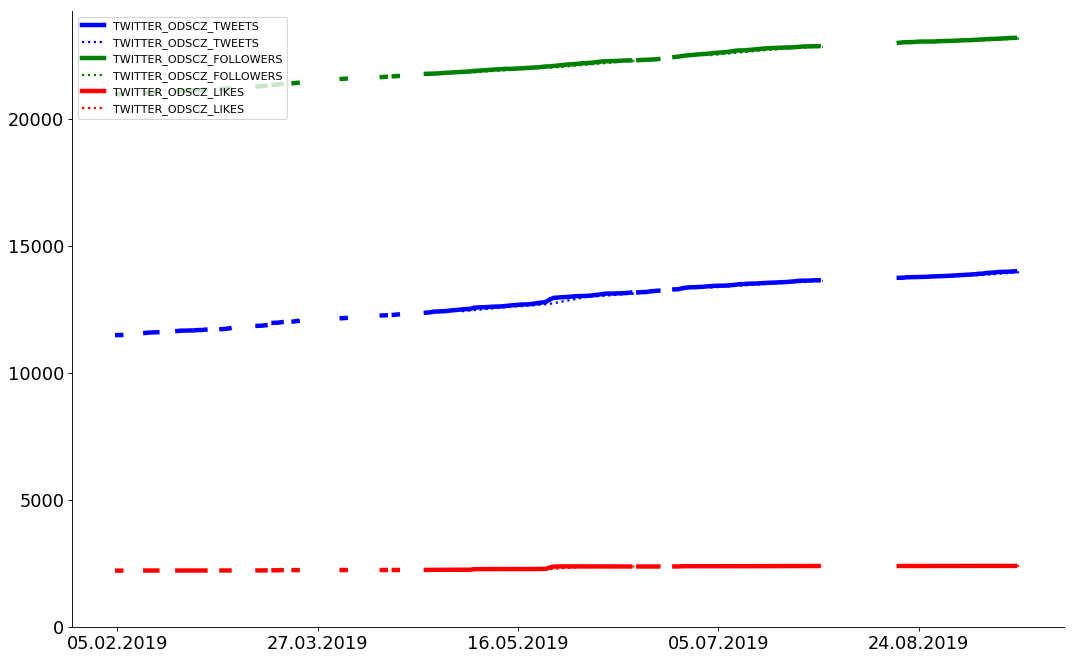 TWITTER_ODSCZ_TWEETS
TWITTER_ODSCZ_TWEETS
TWITTER_ODSCZ_FOLLOWERS
TWITTER_ODSCZ_FOLLOWERS
TWITTER_ODSCZ_LIKES
TWITTER_ODSCZ_LIKES
20000
15000
10000
5000
0
05.02.2019 27.03.2019 16.05.2019 05.07.2019 24.08.2019